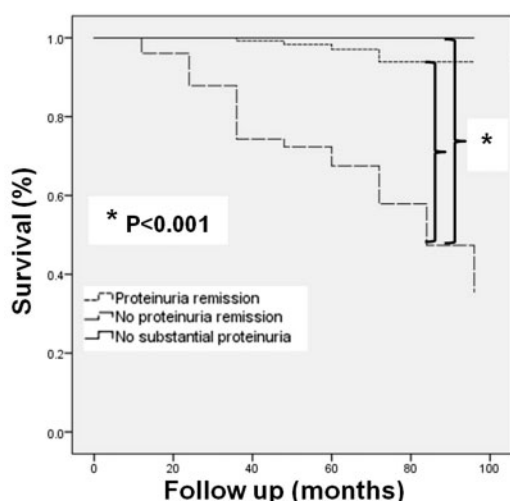 Survival (%)
1.0
0.8
0.6
0.4
0.2
0.0
*
* P<0.001
Proteinuria remission
No proteinuria remission
No substantial proteinuria
0
20
40
60
80
100
Follow up (months)